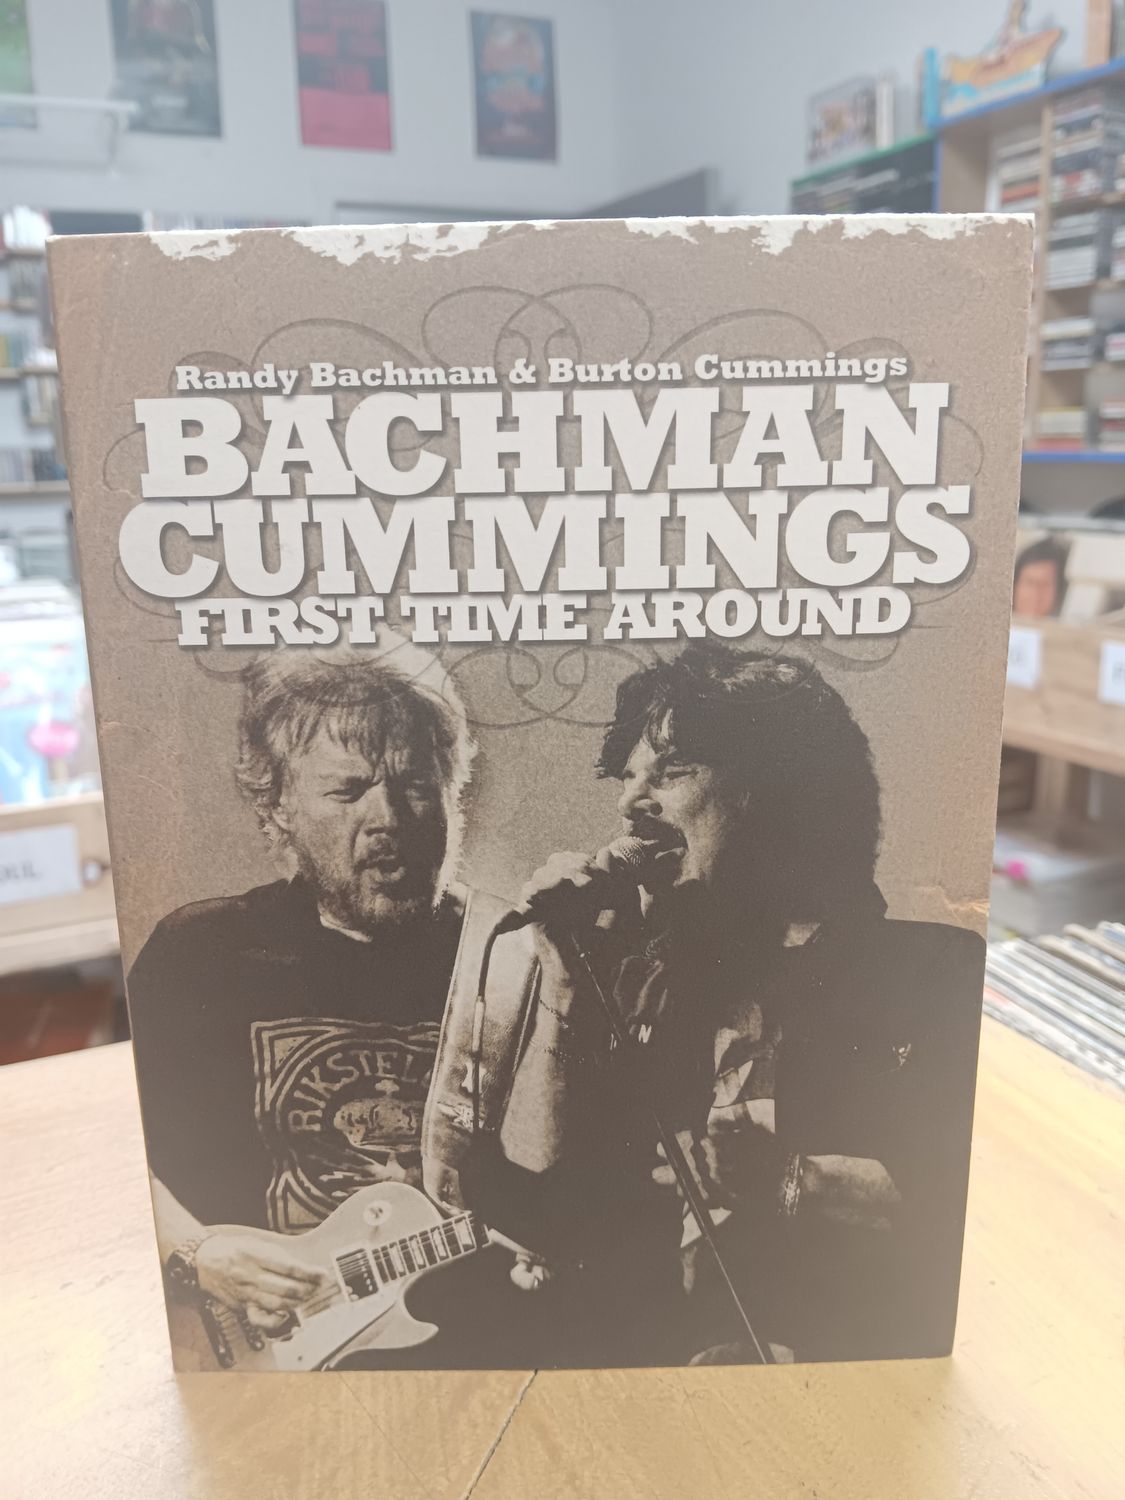 Randy Bachman & Burton Cummings
BACHMAN
CUMMINGS
FIRST TIME AROUND